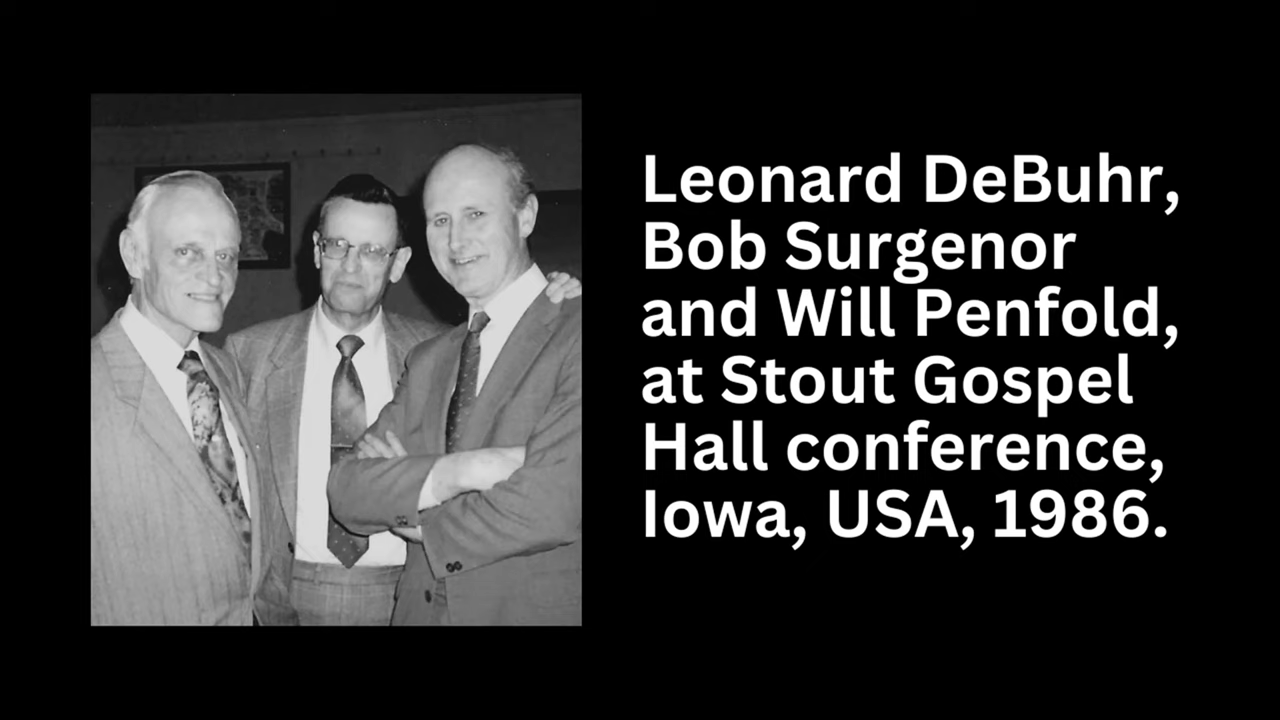 Leonard DeBuhr,
Bob Surgenor
and Will Penfold,
at Stout Gospel
Hall conference,
Iowa, USA, 1986.